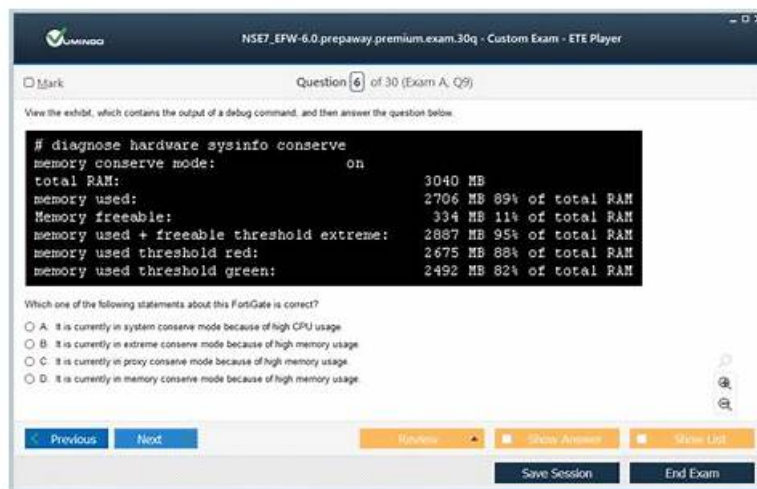 VUMINGO
NSE7_EFW-6.0.prepaway.premium.exam.30q - Custom Exam - ETE Player
Mark
Question 6 of 30 (Exam A, Q9)
View the exhibit, which contains the output of a debug command, and then answer the question below.
# diagnose hardware sysinfo conserve
memory conserve mode: on
total RAM: 3040 MB
memory used: 2706 MB 89% of total RAM
Memory freeable: 334 MB 11% of total RAM
memory used + freeable threshold extreme: 2887 MB 95% of total RAM
memory used threshold red: 2675 MB 88% of total RAM
memory used threshold green: 2492 MB 82% of total RAM
Which one of the following statements about this FortiGate is correct?
A. It is currently in system conserve mode because of high CPU usage.
B. It is currently in extreme conserve mode because of high memory usage.
C. It is currently in proxy conserve mode because of high memory usage.
D. It is currently in memory conserve mode because of high memory usage.
Previous Next Review Show Answer Show List
Save Session End Exam